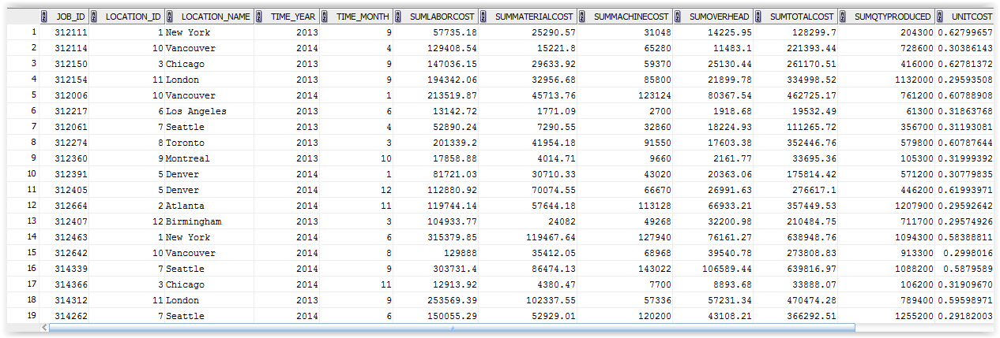 JOB_ID LOCATION_ID LOCATION_NAME TIME_YEAR TIME_MONTH SUMLABORCOST SUMMATERIALCOST SUMMACHINECOST SUMOVERHEAD SUMTOTALCOST SUMQTYPRODUCED UNITCOST
1 312111 1 New York 2013 9 57735.18 25290.57 31048 14225.95 128299.7 204300 0.62799657
2 312114 10 Vancouver 2014 4 129408.54 15221.8 65280 11483.1 221393.44 728600 0.30386143
3 312150 3 Chicago 2013 9 147036.15 29633.92 59370 25130.44 261170.51 416000 0.62781372
4 312154 11 London 2013 9 194342.06 32956.68 85800 21899.78 334998.52 1132000 0.29593508
5 312006 10 Vancouver 2014 1 213519.87 45713.76 123124 80367.54 462725.17 761200 0.60788908
6 312217 6 Los Angeles 2013 6 13142.72 1771.09 2700 1918.68 19532.49 61300 0.31863768
7 312061 7 Seattle 2013 4 52890.24 7290.55 32860 18224.93 111265.72 356700 0.31193081
8 312274 8 Toronto 2013 3 201339.2 41954.18 91550 17603.38 352446.76 579800 0.60787644
9 312360 9 Montreal 2013 10 17858.88 4014.71 9660 2161.77 33695.36 105300 0.31999392
10 312391 5 Denver 2014 1 81721.03 30710.33 43020 20363.06 175814.42 571200 0.30779835
11 312405 5 Denver 2014 12 112880.92 70074.55 66670 26991.63 276617.1 446200 0.61993971
12 312664 2 Atlanta 2014 11 119744.14 57644.18 113128 66933.21 357449.53 1207900 0.29592642
13 312407 12 Birmingham 2013 3 104933.77 24082 49268 32200.98 210484.75 711700 0.29574926
14 312463 1 New York 2014 6 315379.85 119467.64 127940 76161.27 638948.76 1094300 0.58388811
15 312642 10 Vancouver 2014 8 129888 35412.05 68968 39540.78 273808.83 913300 0.2998016
16 314339 7 Seattle 2014 9 303731.4 86474.13 143022 106589.44 639816.97 1088200 0.5879589
17 314366 3 Chicago 2014 11 12913.92 4380.47 7700 8893.68 33888.07 106200 0.31909670
18 314312 11 London 2013 9 253569.39 102337.55 57336 57231.34 470474.28 789400 0.59598971
19 314262 7 Seattle 2014 6 150055.29 52929.01 120200 43108.21 366292.51 1255200 0.29182003